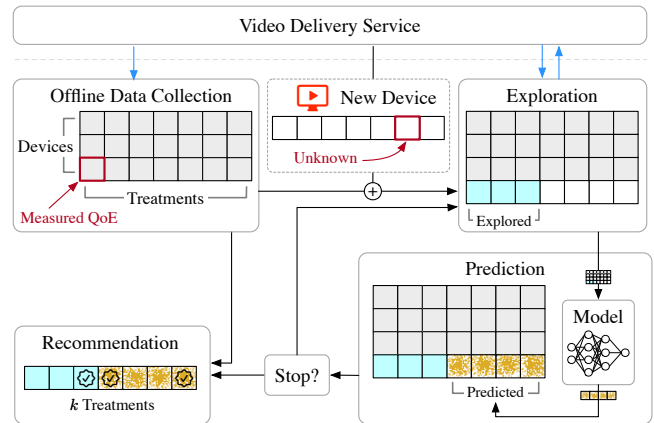 Video Delivery Service
Offline Data Collection
Devices
Treatments
Measured QoE
New Device
Unknown
Exploration
Explored
Prediction
Predicted
Model
Stop?
Recommendation
k Treatments